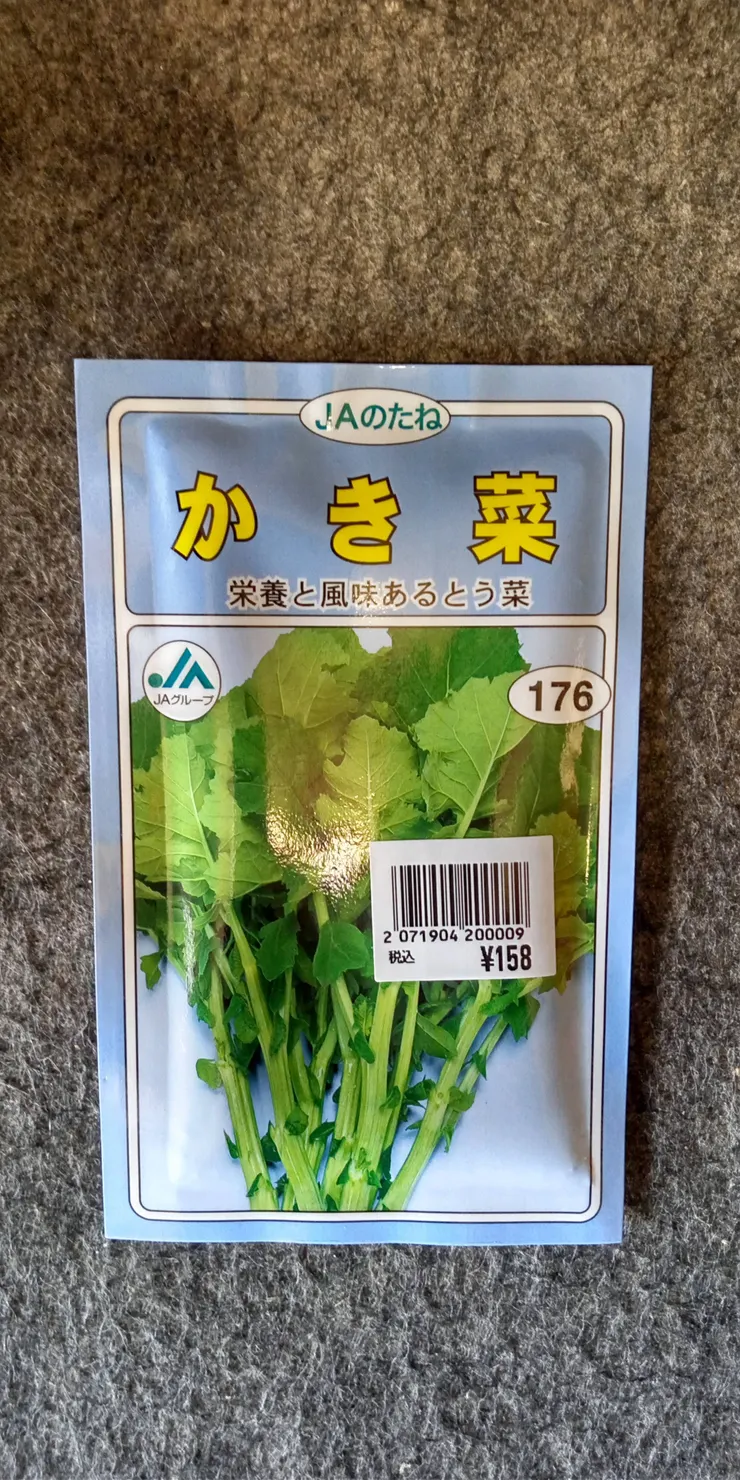 JAのたね
かき菜
栄養と風味あるとう菜
JA
JAグループ
176
2 071904 200009
税込 ¥158